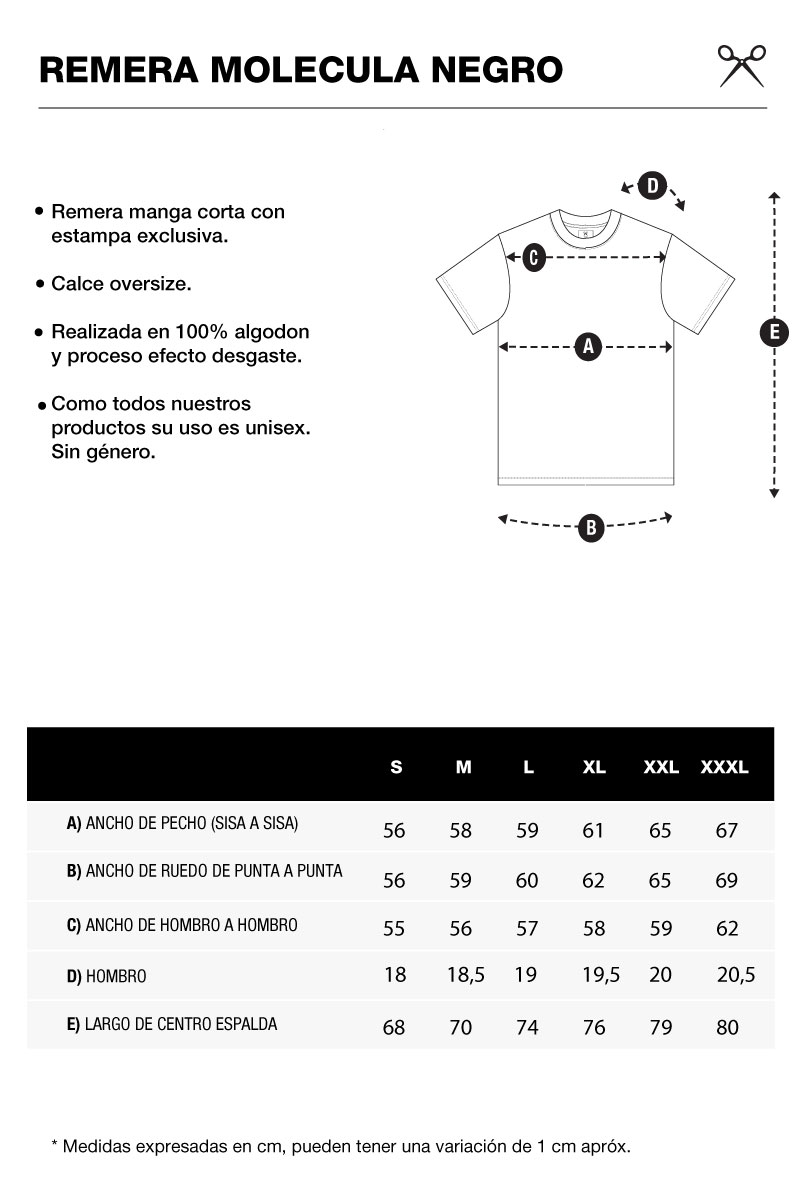 REMERA MOLECULA NEGRO
• Remera manga corta con
estampa exclusiva.
• Calce oversize.
• Realizada en 100% algodon
y proceso efecto desgaste.
• Como todos nuestros
productos su uso es unisex.
Sin género.
D
C
A
E
B
S M L XL XXL XXXL
A) ANCHO DE PECHO (SISA A SISA) 56 58 59 61 65 67
B) ANCHO DE RUEDO DE PUNTA A PUNTA 56 59 60 62 65 69
C) ANCHO DE HOMBRO A HOMBRO 55 56 57 58 59 62
D) HOMBRO 18 18,5 19 19,5 20 20,5
E) LARGO DE CENTRO ESPALDA 68 70 74 76 79 80
* Medidas expresadas en cm, pueden tener una variación de 1 cm apróx.